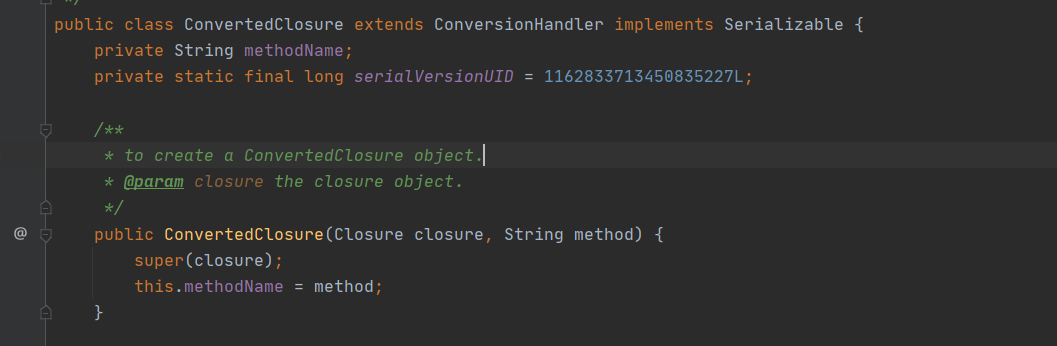 */
public class ConvertedClosure extends ConversionHandler implements Serializable {
private String methodName;
private static final long serialVersionUID = 1162833713450835227L;
/**
* to create a ConvertedClosure object.
* @param closure the closure object.
*/
@
public ConvertedClosure(Closure closure, String method) {
super(closure);
this.methodName = method;
}